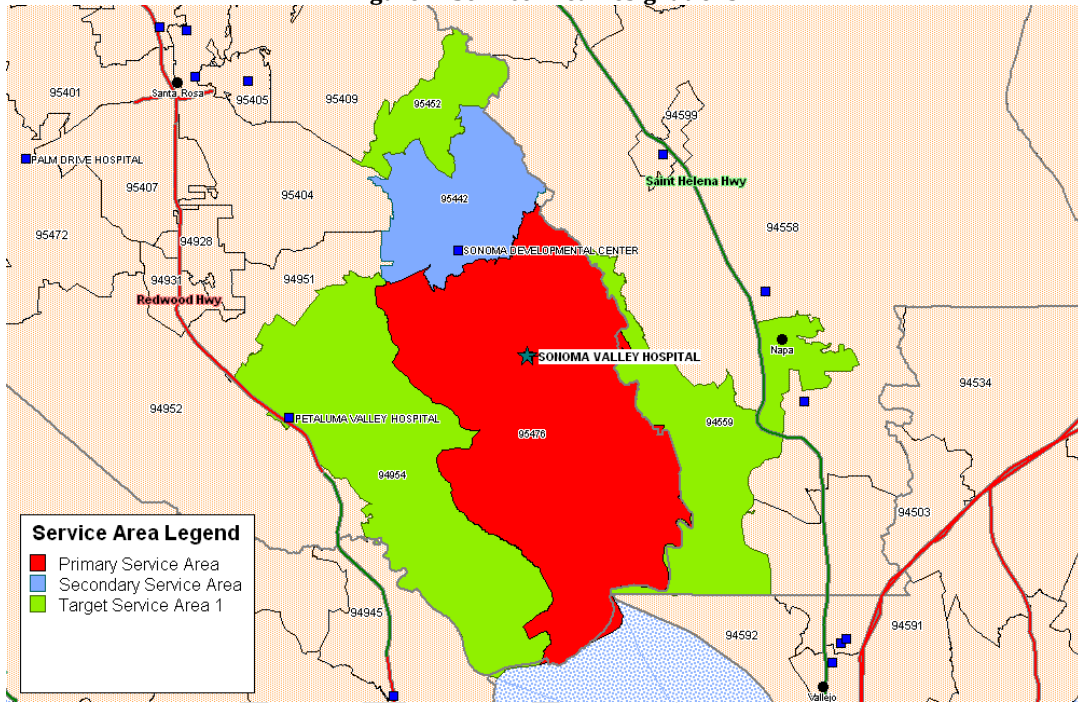 95401
Santa Rosa
95405
95409
95452
94599
PALM DRIVE HOSPITAL
95407
95404
95442
Saint Helena Hwy
95472
94928
94558
SONOMA DEVELOPMENTAL CENTER
94931
94951
Redwood Hwy
Napa
SONOMA VALLEY HOSPITAL
94534
94952
PETALUMA VALLEY HOSPITAL
95476
94559
94954
94503
Service Area Legend
Primary Service Area
Secondary Service Area
Target Service Area 1
94945
94592
94591
Vallejo